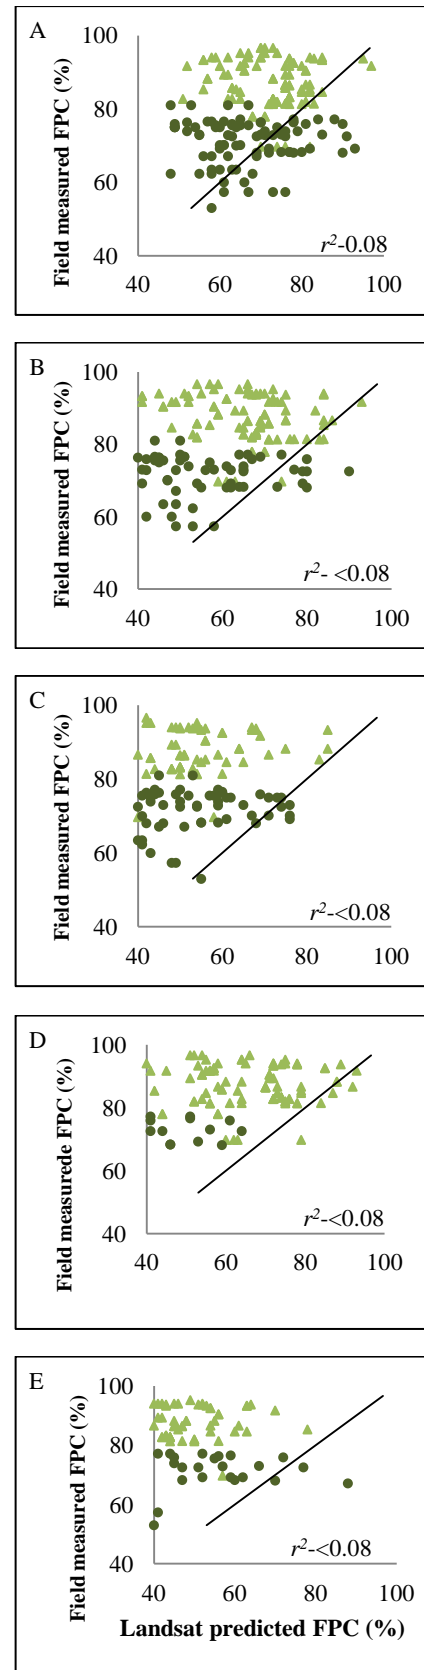 A
100
80
60
40
Field measured FPC (%)
r²-0.08
40 60 80 100
B
100
80
60
40
Field measured FPC (%)
r²- <0.08
40 60 80 100
C
100
80
60
40
Field measured FPC (%)
r²-<0.08
40 60 80 100
D
100
80
60
40
Field measurede FPC (%)
r²-<0.08
40 60 80 100
E
100
80
60
40
Field measured FPC (%)
r²-<0.08
40 60 80 100
Landsat predicted FPC (%)